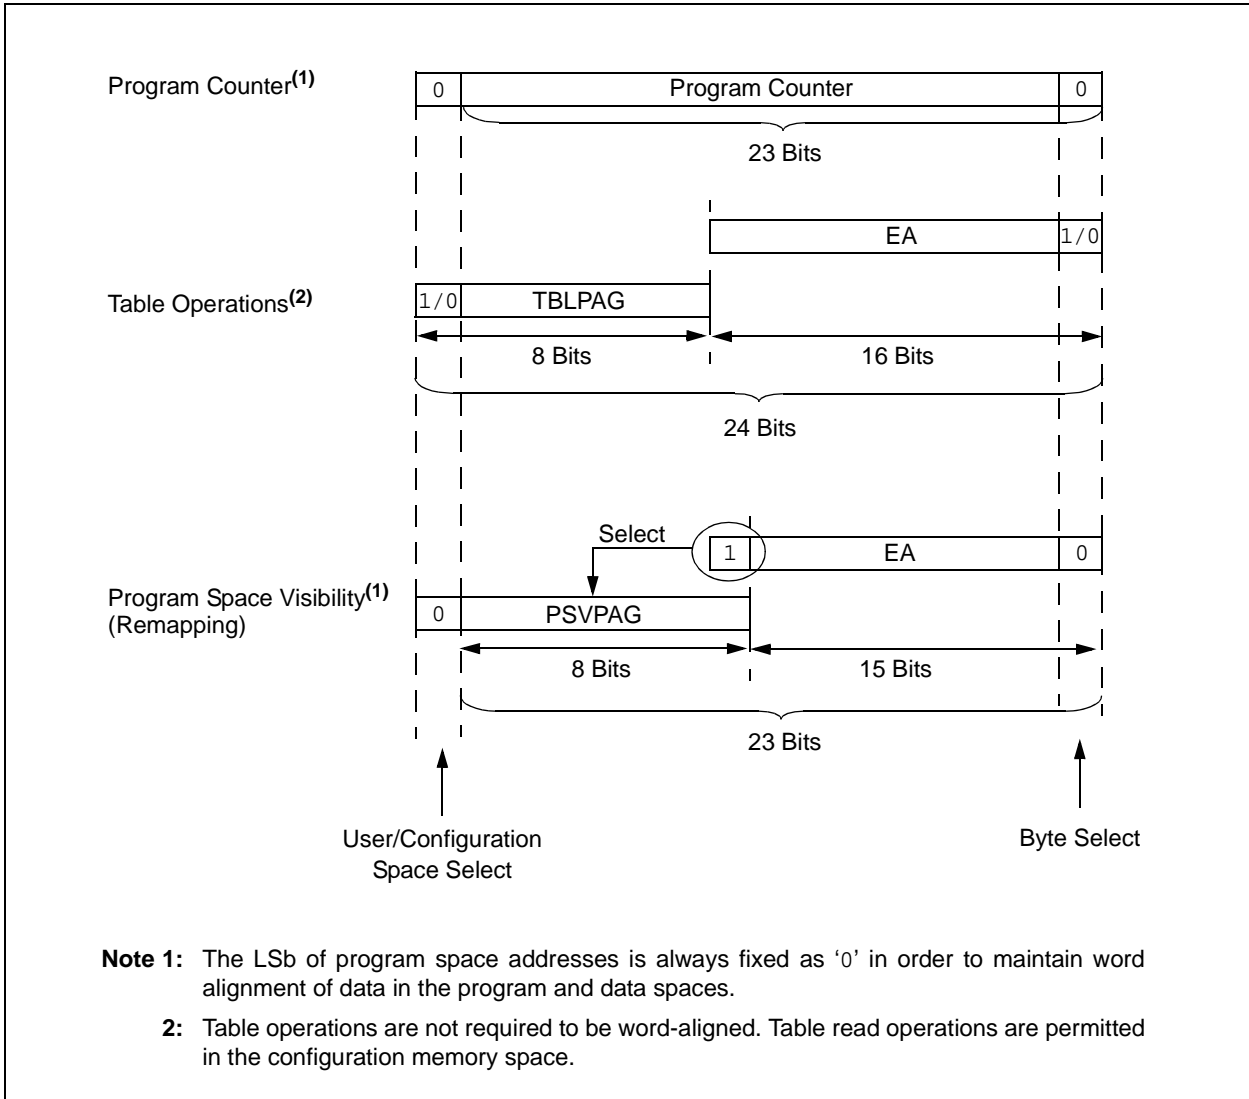 Program Counter(1)
0
Program Counter
0
23 Bits
EA
1/0
Table Operations(2)
1/0
TBLPAG
8 Bits
16 Bits
24 Bits
Select
1
EA
0
Program Space Visibility(1)
(Remapping)
0
PSVPAG
8 Bits
15 Bits
23 Bits
User/Configuration
Space Select
Byte Select
Note 1: The LSb of program space addresses is always fixed as ‘0’ in order to maintain word
alignment of data in the program and data spaces.
2: Table operations are not required to be word-aligned. Table read operations are permitted
in the configuration memory space.